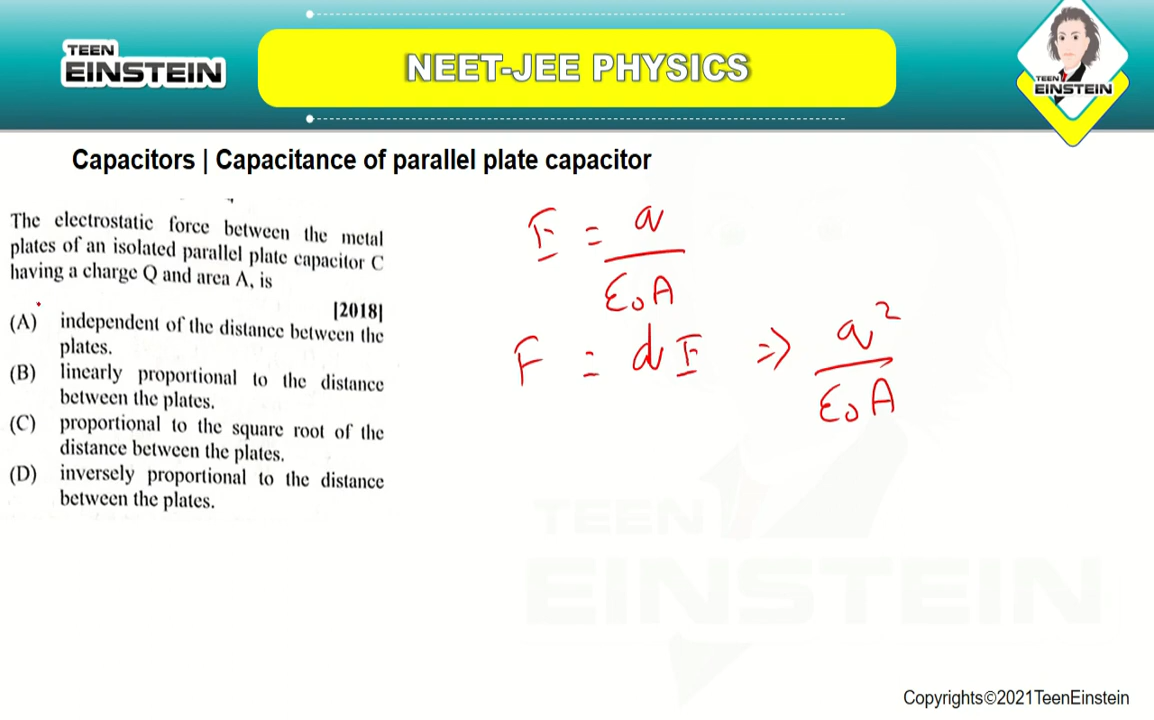 TEEN
EINSTEIN
NEET-JEE PHYSICS
TEEN
EINSTEIN
Capacitors | Capacitance of parallel plate capacitor
The electrostatic force between the metal
plates of an isolated parallel plate capacitor C
having a charge Q and area A, is
[2018]
(A) independent of the distance between the
plates.
(B) linearly proportional to the distance
between the plates.
(C) proportional to the square root of the
distance between the plates.
(D) inversely proportional to the distance
between the plates.
E = q / ε₀A
F = qE ⇒ q² / ε₀A
TEEN
EINSTEIN
Copyrights©2021TeenEinstein